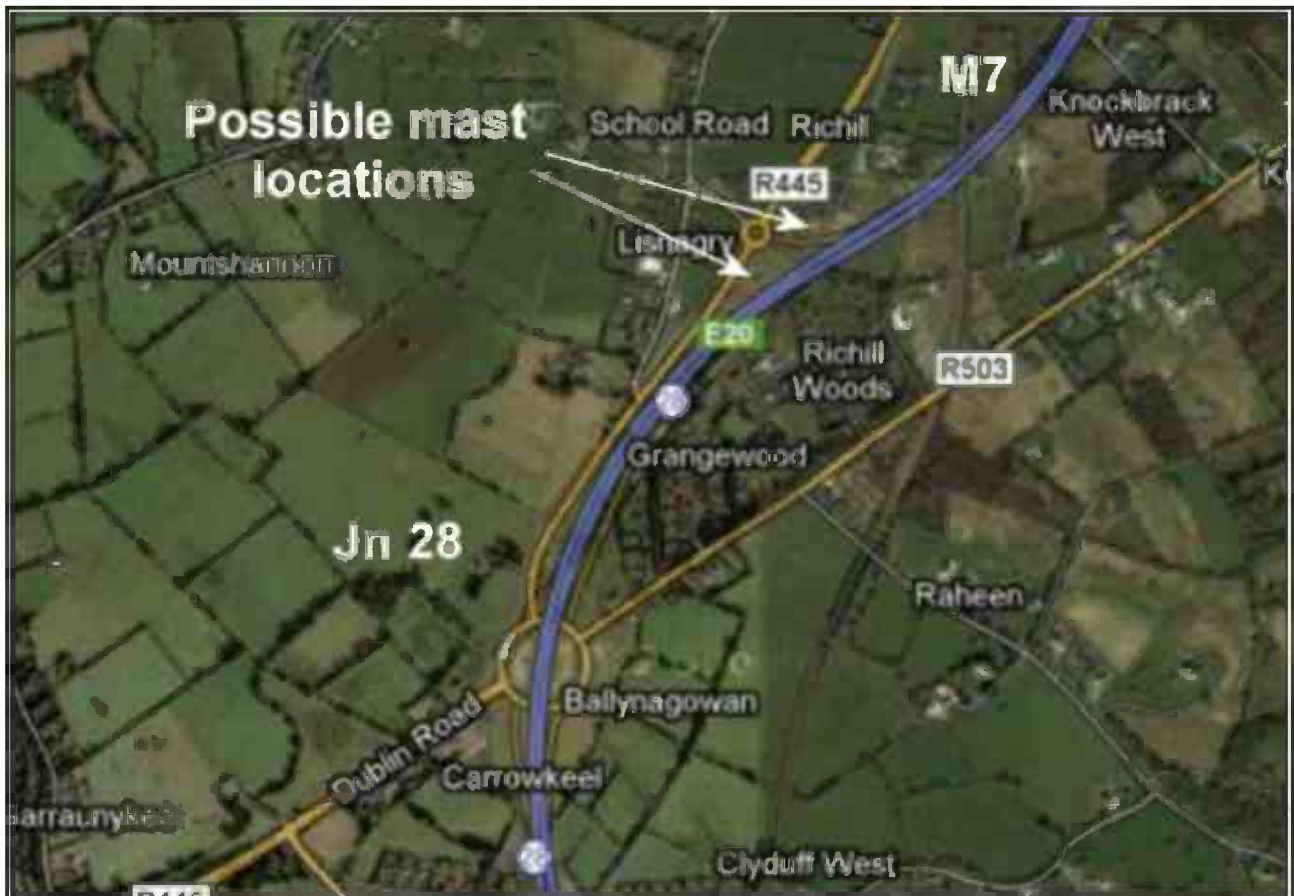 M7
Possible mast
locations
School Road
Richill
Knockbrack
West
R445
Lisnagry
Mountshannon
E20
Richill
Woods
R503
Grangewood
Jn 28
Raheen
Ballynagowan
Dublin Road
Carrowkeel
Clyduff West